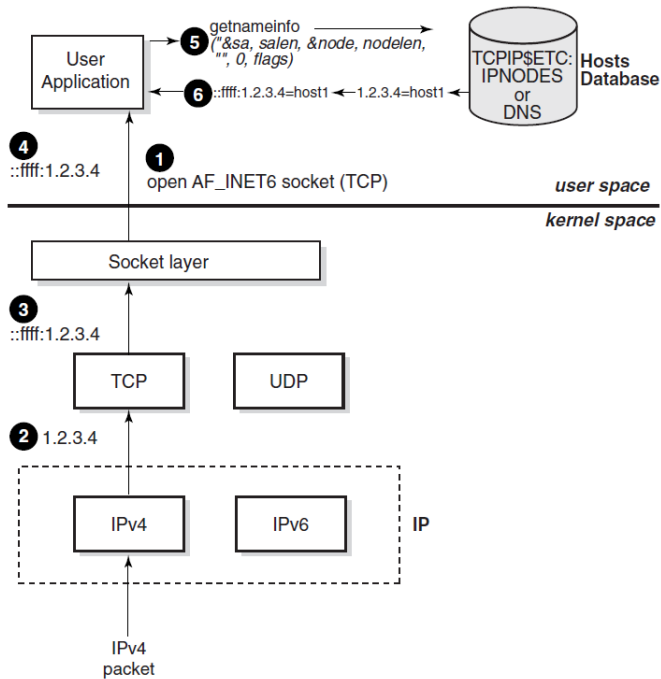 getnameinfo
5
("&sa, salen, &node, nodelen,
"", 0, flags)
User
Application
TCPIP$ETC:
IPNODES
or
DNS
Hosts
Database
6 ::ffff:1.2.3.4=host1
1.2.3.4=host1
4
::ffff:1.2.3.4
1
open AF_INET6 socket (TCP)
user space
kernel space
Socket layer
3
::ffff:1.2.3.4
TCP
UDP
2 1.2.3.4
IPv4
IPv6
IP
IPv4
packet